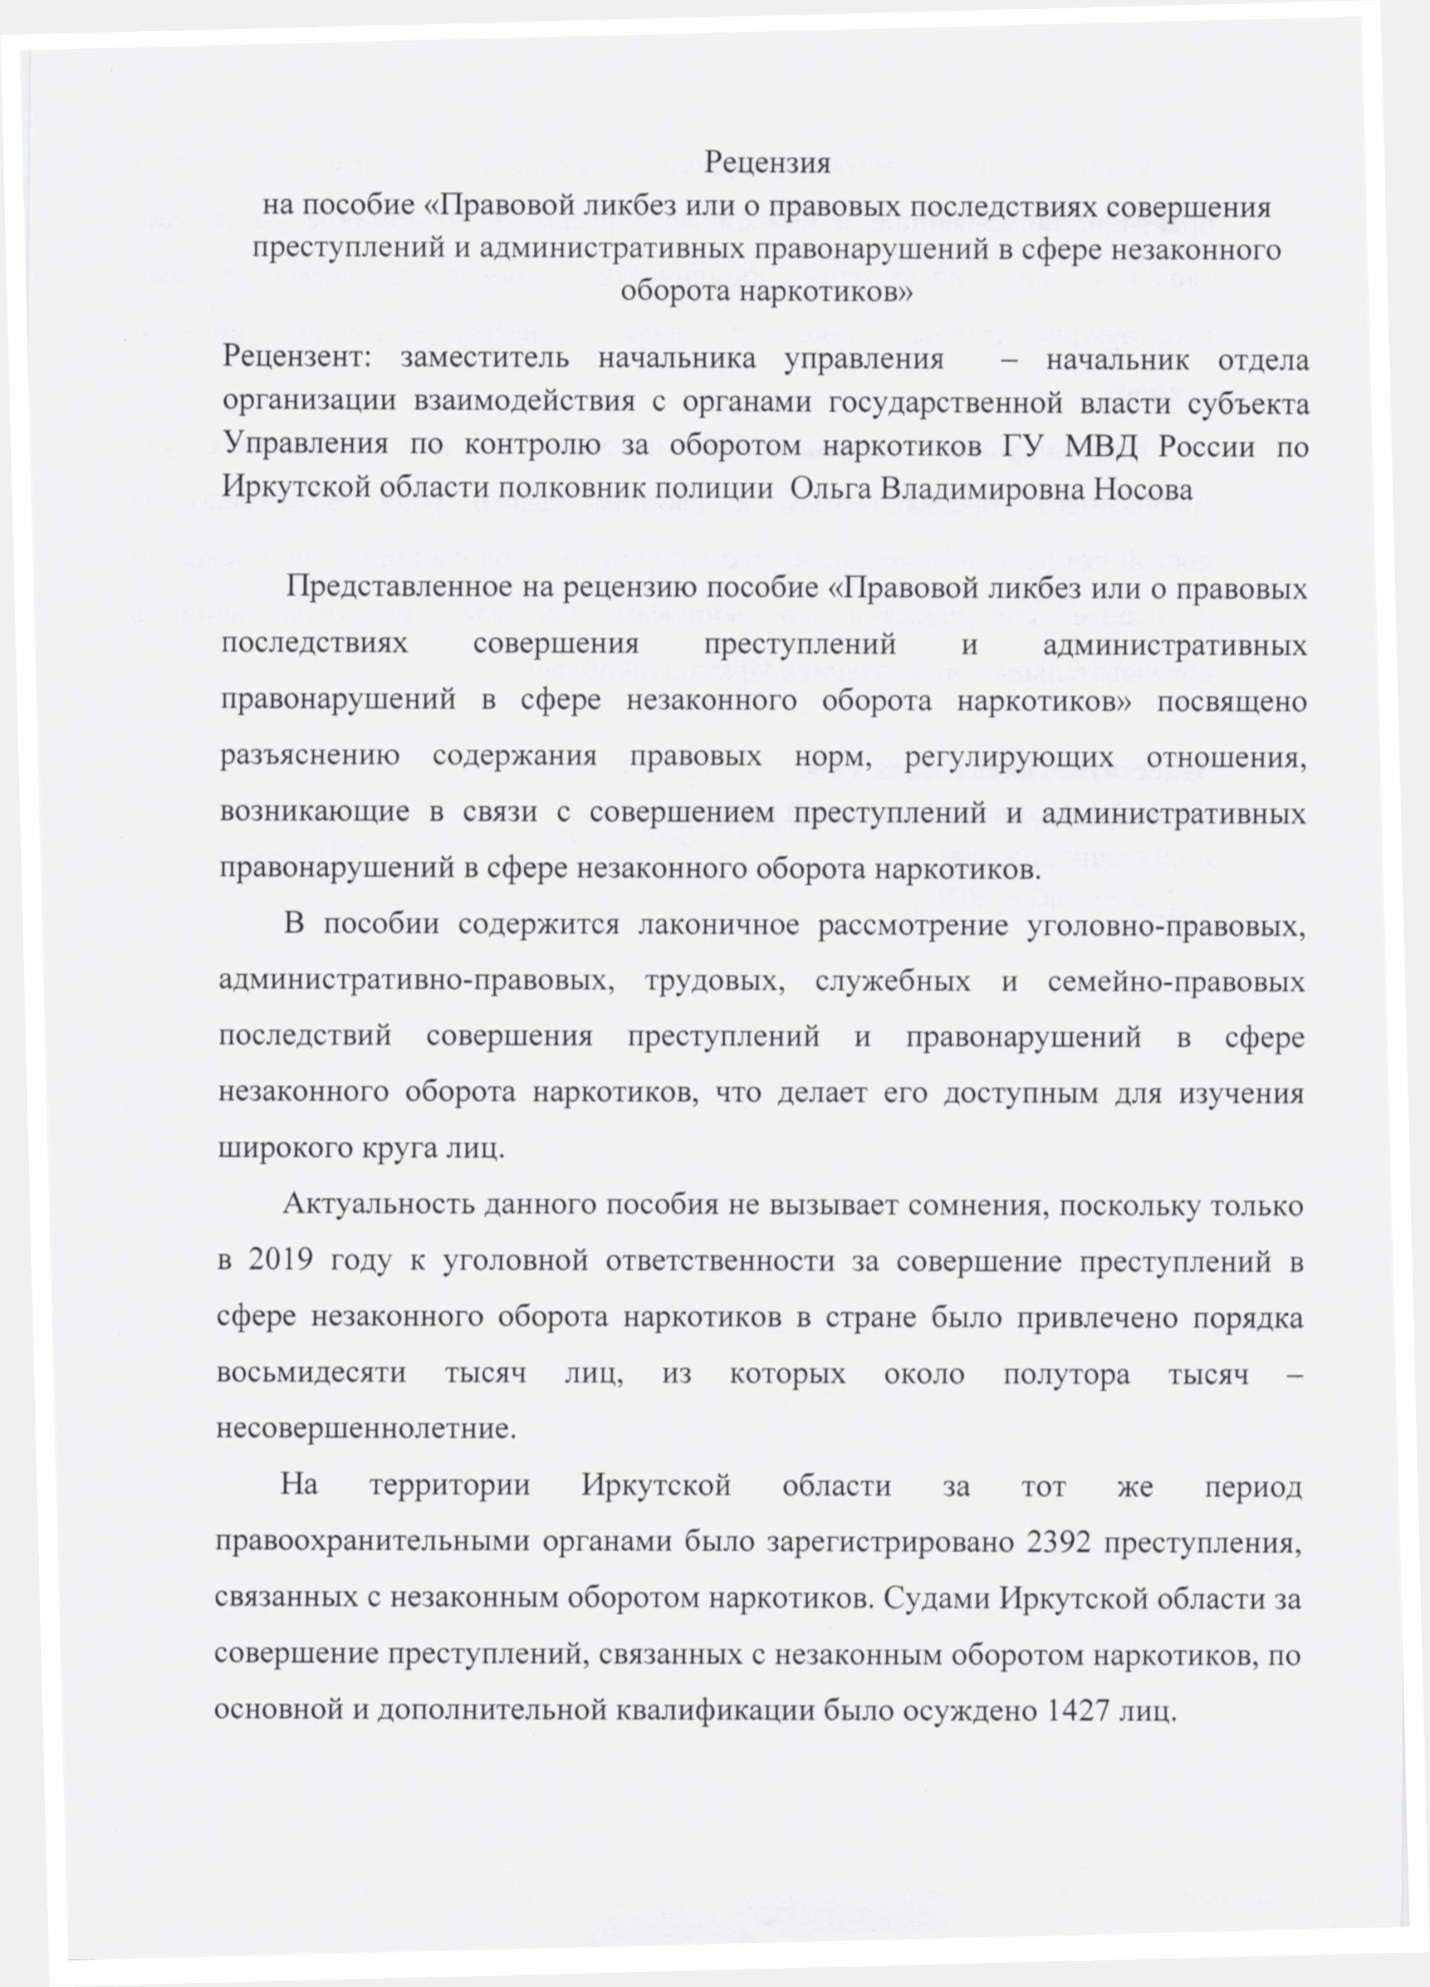 Рецензия
на пособие «Правовой ликбез или о правовых последствиях совершения
преступлений и административных правонарушений в сфере незаконного
оборота наркотиков»
Рецензент: заместитель начальника управления – начальник отдела
организации взаимодействия с органами государственной власти субъекта
Управления по контролю за оборотом наркотиков ГУ МВД России по
Иркутской области полковник полиции Ольга Владимировна Носова
Представленное на рецензию пособие «Правовой ликбез или о правовых
последствиях совершения преступлений и административных
правонарушений в сфере незаконного оборота наркотиков» посвящено
разъяснению содержания правовых норм, регулирующих отношения,
возникающие в связи с совершением преступлений и административных
правонарушений в сфере незаконного оборота наркотиков.
В пособии содержится лаконичное рассмотрение уголовно-правовых,
административно-правовых, трудовых, служебных и семейно-правовых
последствий совершения преступлений и правонарушений в сфере
незаконного оборота наркотиков, что делает его доступным для изучения
широкого круга лиц.
Актуальность данного пособия не вызывает сомнения, поскольку только
в 2019 году к уголовной ответственности за совершение преступлений в
сфере незаконного оборота наркотиков в стране было привлечено порядка
восьмидесяти тысяч лиц, из которых около полутора тысяч –
несовершеннолетние.
На территории Иркутской области за тот же период
правоохранительными органами было зарегистрировано 2392 преступления,
связанных с незаконным оборотом наркотиков. Судами Иркутской области за
совершение преступлений, связанных с незаконным оборотом наркотиков, по
основной и дополнительной квалификации было осуждено 1427 лиц.